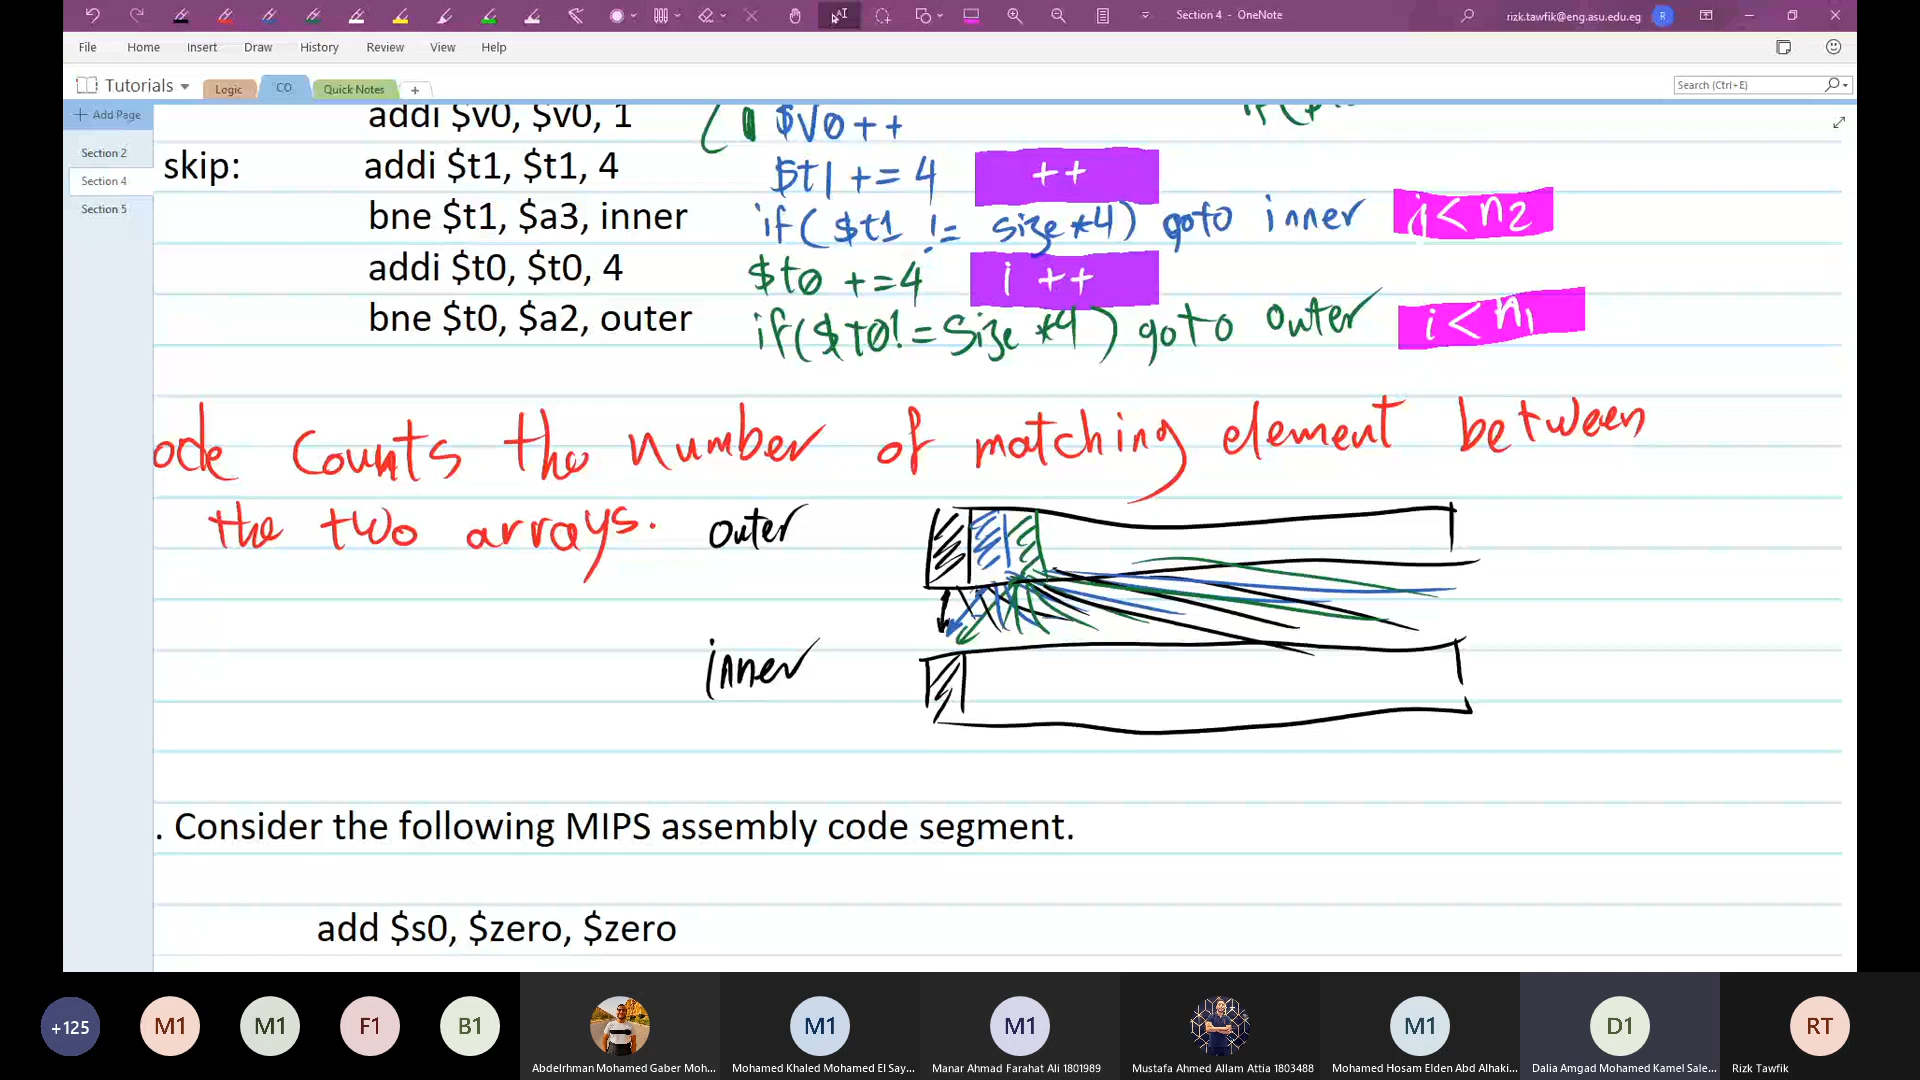 Section 4 - OneNote
rizk.tawfik@eng.asu.edu.eg
R
File Home Insert Draw History Review View Help
Tutorials Logic CO Quick Notes +
Search (Ctrl+E)
Add Page
Section 2
Section 4
Section 5
addi $v0, $v0, 1 $v0++
skip: addi $t1, $t1, 4 $t1 += 4 ++
bne $t1, $a3, inner if($t1 != size*4) goto inner j<n2
addi $t0, $t0, 4 $t0 +=4 i ++
bne $t0, $a2, outer if($t0!=Size*4) goto outer i<n1
ode counts the number of matching element between
the two arrays. outer
inner
. Consider the following MIPS assembly code segment.
add $s0, $zero, $zero
+125 M1 M1 F1 B1 M1 M1 M1 D1 RT
Abdelrhman Mohamed Gaber Moh... Mohamed Khaled Mohamed El Say... Manar Ahmad Farahat Ali 1801989 Mustafa Ahmed Allam Attia 1803488 Mohamed Hosam Elden Abd Alhaki... Dalia Amgad Mohamed Kamel Sale... Rizk Tawfik